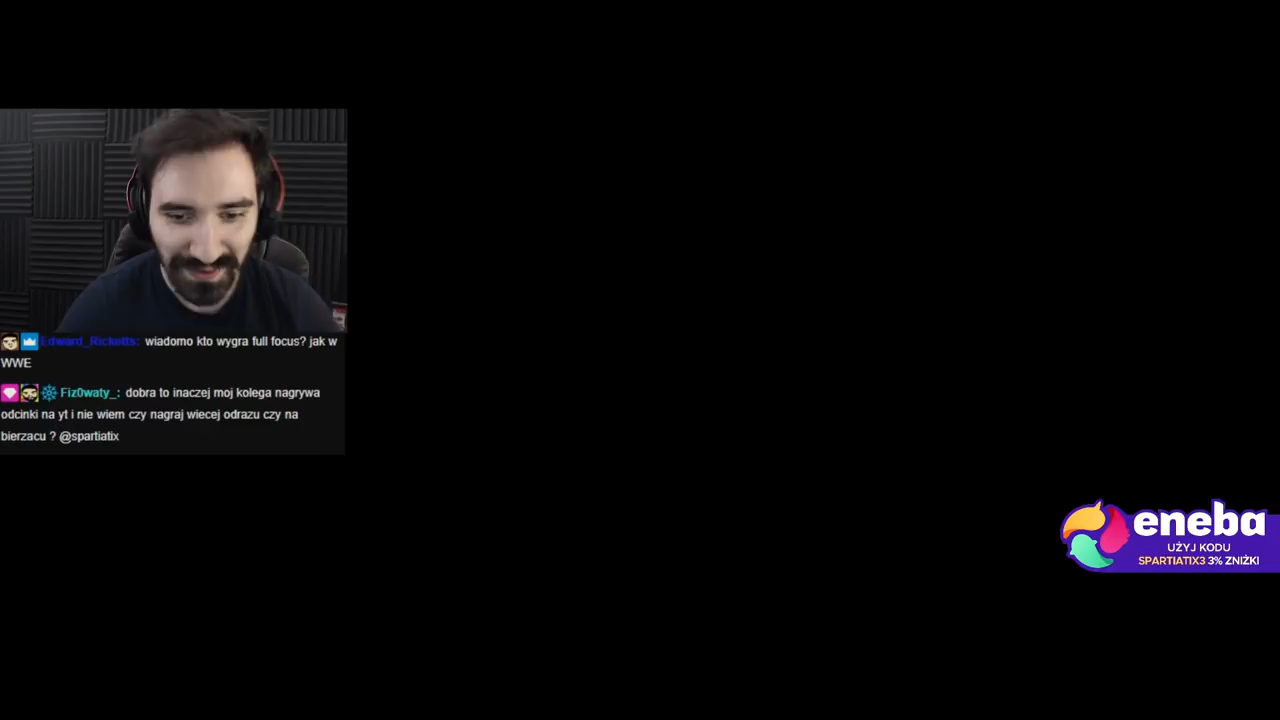 Edward_Ricketts: wiadomo kto wygra full focus? jak w
WWE
Fiz0waty_: dobra to inaczej moj kolega nagrywa
odcinki na yt i nie wiem czy nagraj wiecej odrazu czy na
bierzacu ? @spartiatix
eneba
UŻYJ KODU
SPARTIATIX3 3% ZNIŻKI